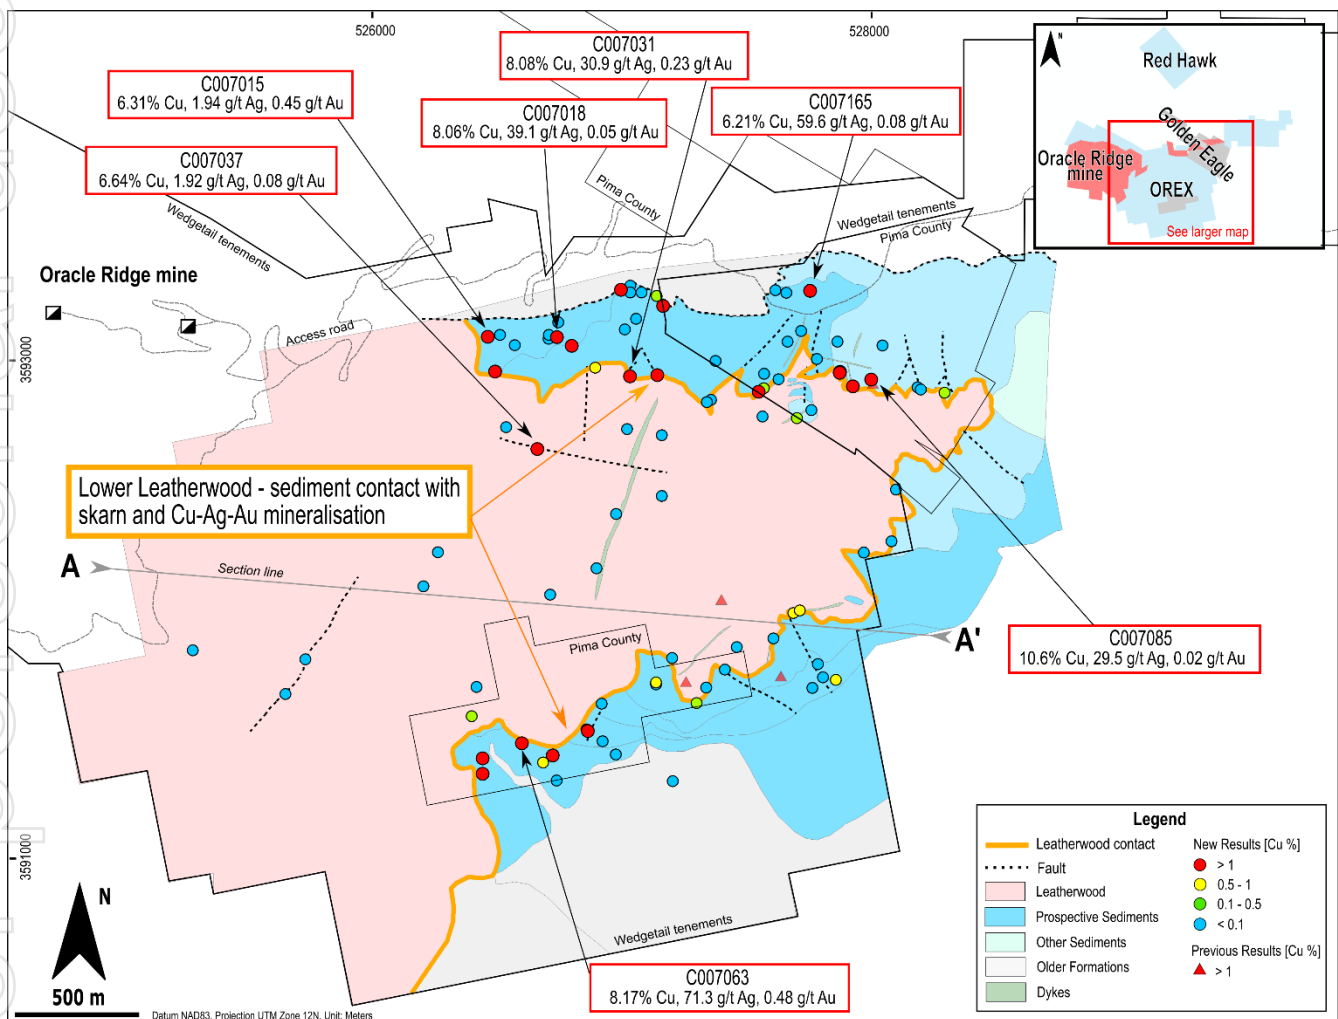 526000
528000
C007031
8.08% Cu, 30.9 g/t Ag, 0.23 g/t Au
C007015
6.31% Cu, 1.94 g/t Ag, 0.45 g/t Au
C007018
8.06% Cu, 39.1 g/t Ag, 0.05 g/t Au
C007165
6.21% Cu, 59.6 g/t Ag, 0.08 g/t Au
C007037
6.64% Cu, 1.92 g/t Ag, 0.08 g/t Au
N
Red Hawk
Golden Eagle
Oracle Ridge
mine
OREX
See larger map
Wedgetail tenements
Pima County
Wedgetail tenements
Pima County
Oracle Ridge mine
Access road
3593000
Lower Leatherwood - sediment contact with
skarn and Cu-Ag-Au mineralisation
A
Section line
A'
Pima County
C007085
10.6% Cu, 29.5 g/t Ag, 0.02 g/t Au
3591000
N
500 m
Wedgetail tenements
C007063
8.17% Cu, 71.3 g/t Ag, 0.48 g/t Au
Legend
Leatherwood contact
Fault
Leatherwood
Prospective Sediments
Other Sediments
Older Formations
Dykes
New Results [Cu %]
> 1
0.5 - 1
0.1 - 0.5
< 0.1
Previous Results [Cu %]
> 1
Datum NAD83, Projection UTM Zone 12N, Unit: Meters